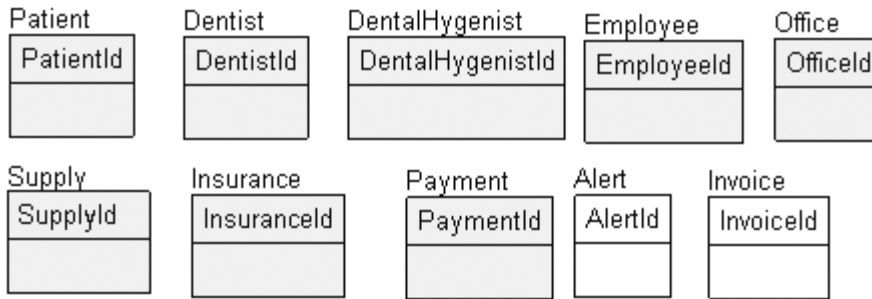 Patient Dentist DentalHygenist Employee Office
PatientId DentistId DentalHygenistId EmployeeId OfficeId
Supply Insurance Payment Alert Invoice
SupplyId InsuranceId PaymentId AlertId InvoiceId